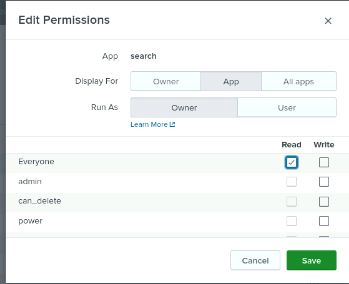 Edit Permissions
App search
Display For Owner App All apps
Run As Owner User
Learn More
Read Write
Everyone
admin
can_delete
power
Cancel Save